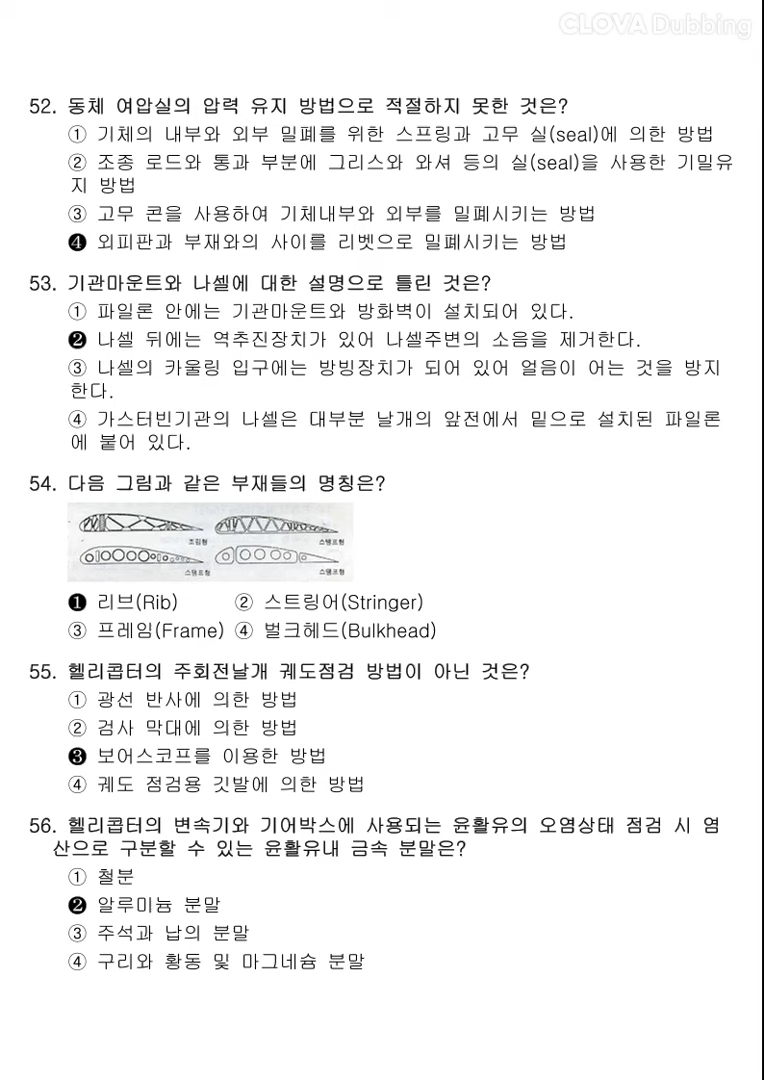 CLOVA Dubbing
52. 동체 여압실의 압력 유지 방법으로 적절하지 못한 것은?
① 기체의 내부와 외부 밀폐를 위한 스프링과 고무 실(seal)에 의한 방법
② 조종 로드와 통과 부분에 그리스와 와셔 등의 실(seal)을 사용한 기밀유
지 방법
③ 고무 콘을 사용하여 기체내부와 외부를 밀폐시키는 방법
❹ 외피판과 부재와의 사이를 리벳으로 밀폐시키는 방법
53. 기관마운트와 나셀에 대한 설명으로 틀린 것은?
① 파일론 안에는 기관마운트와 방화벽이 설치되어 있다.
❷ 나셀 뒤에는 역추진장치가 있어 나셀주변의 소음을 제거한다.
③ 나셀의 카울링 입구에는 방빙장치가 되어 있어 얼음이 어는 것을 방지
한다.
④ 가스터빈기관의 나셀은 대부분 날개의 앞전에서 밑으로 설치된 파일론
에 붙어 있다.
54. 다음 그림과 같은 부재들의 명칭은?
조립형 스탬프형
스탬프형 스탬프형
❶ 리브(Rib) ② 스트링어(Stringer)
③ 프레임(Frame) ④ 벌크헤드(Bulkhead)
55. 헬리콥터의 주회전날개 궤도점검 방법이 아닌 것은?
① 광선 반사에 의한 방법
② 검사 막대에 의한 방법
❸ 보어스코프를 이용한 방법
④ 궤도 점검용 깃발에 의한 방법
56. 헬리콥터의 변속기와 기어박스에 사용되는 윤활유의 오염상태 점검 시 염
산으로 구분할 수 있는 윤활유내 금속 분말은?
① 철분
❷ 알루미늄 분말
③ 주석과 납의 분말
④ 구리와 황동 및 마그네슘 분말